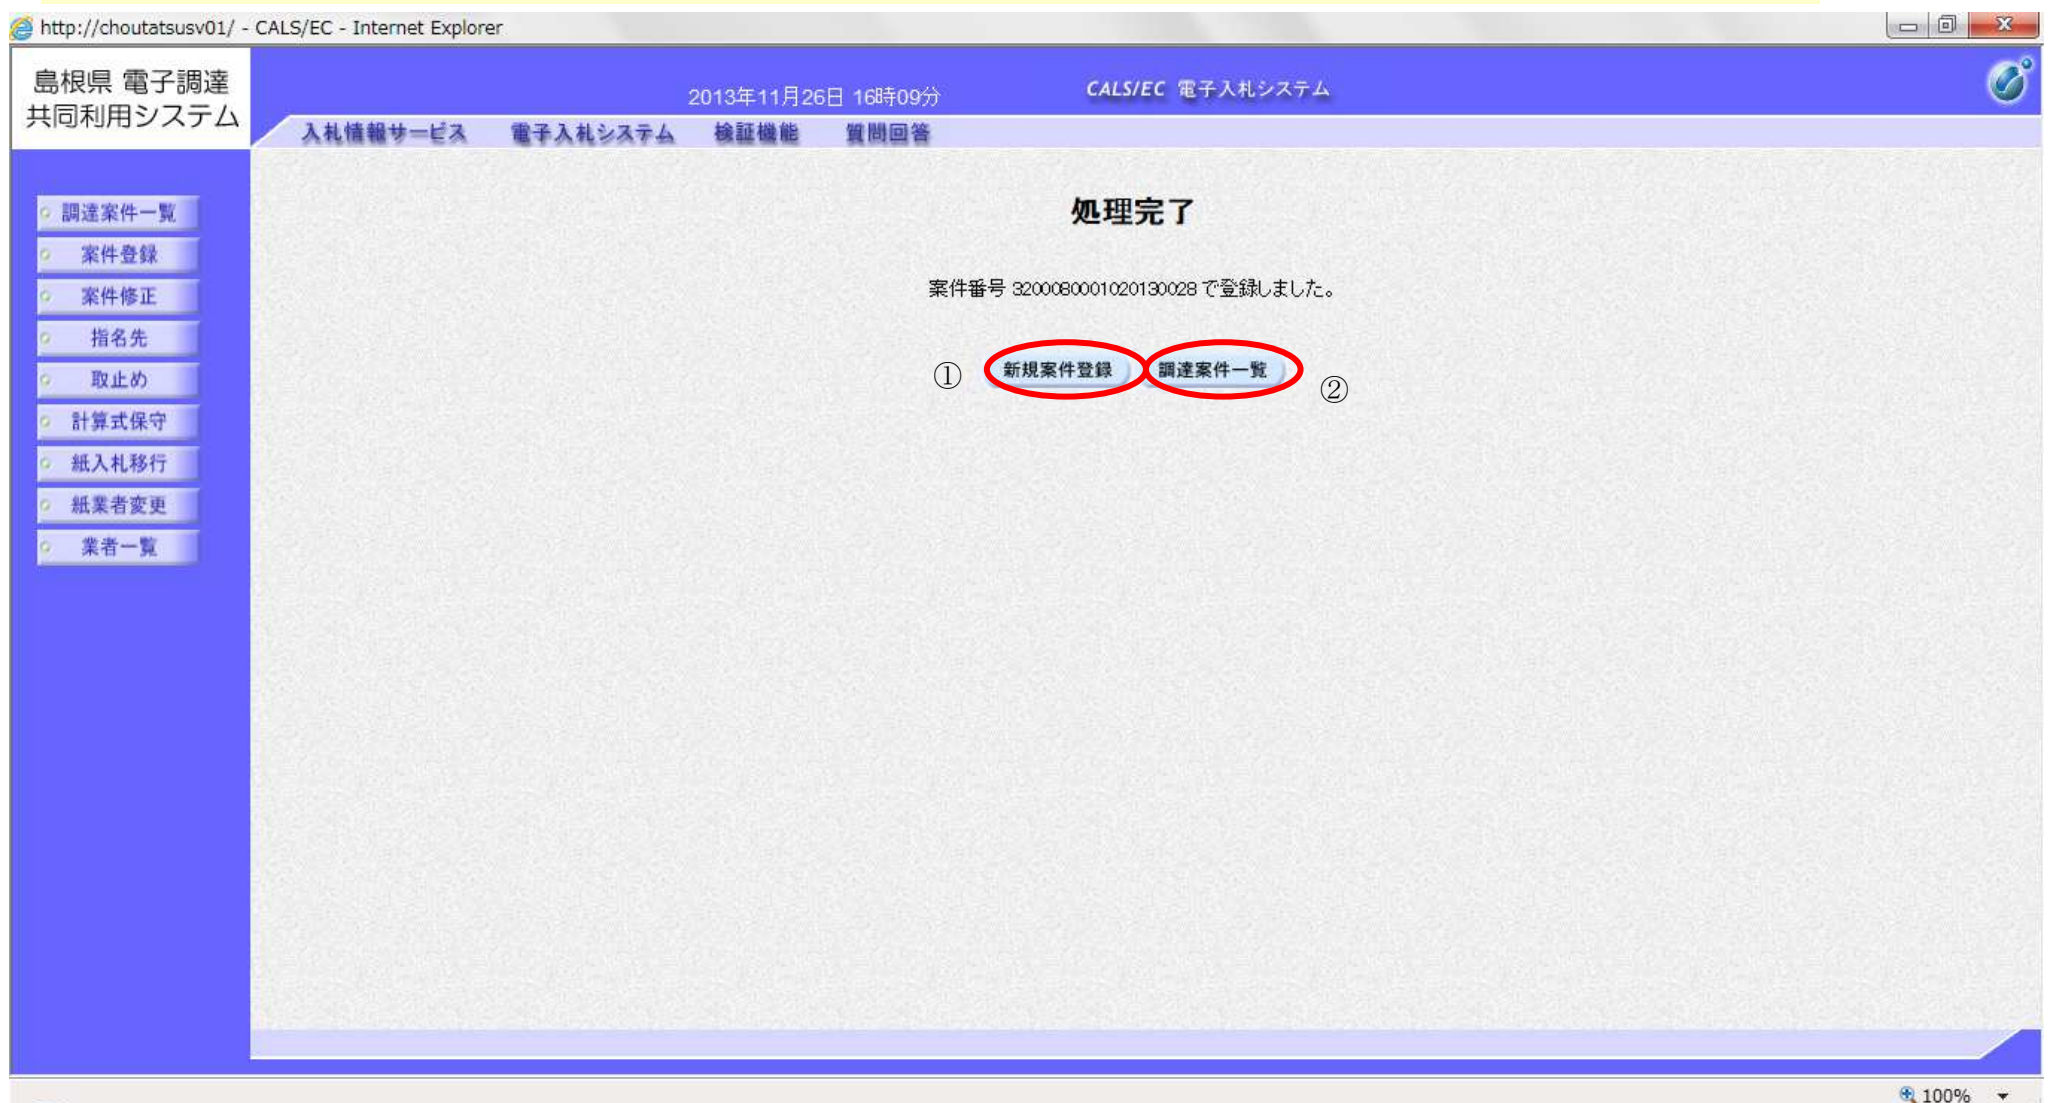 http://choutatsusv01/ - CALS/EC - Internet Explorer
島根県 電子調達
共同利用システム
2013年11月26日 16時09分
CALS/EC 電子入札システム
入札情報サービス 電子入札システム 検証機能 質問回答
調達案件一覧
案件登録
案件修正
指名先
取止め
計算式保守
紙入札移行
紙業者変更
業者一覧
処理完了
案件番号 3200080001020130028 で登録しました。
① 新規案件登録 調達案件一覧 ②
100%